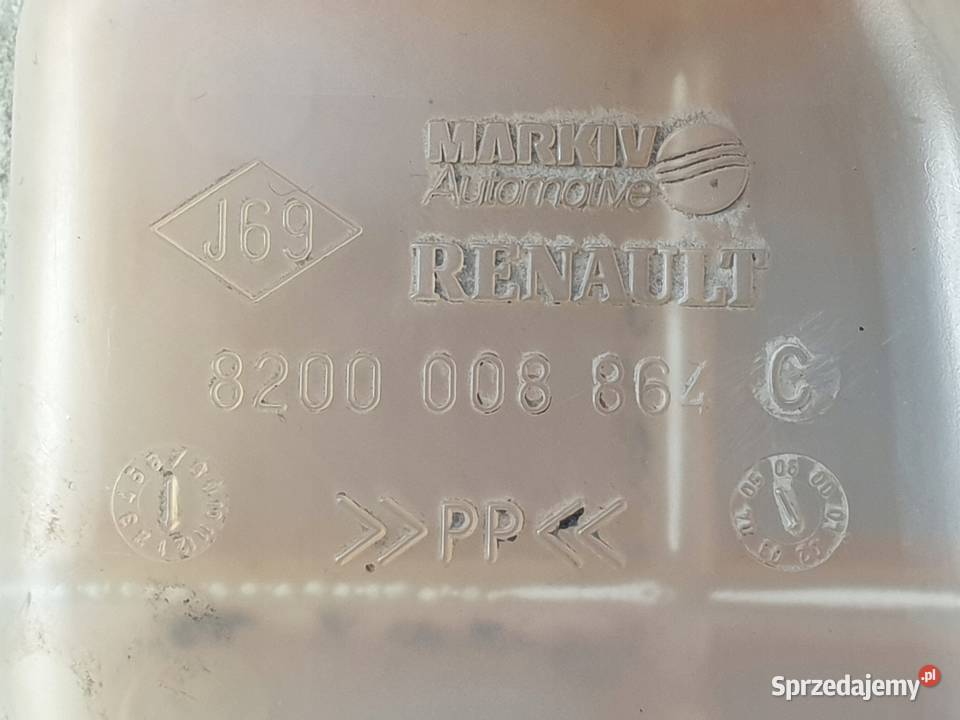 MARKIV
Automotive
J69
RENAULT
8200 008 864 C
>>PP<<
Sprzedajemy.pl